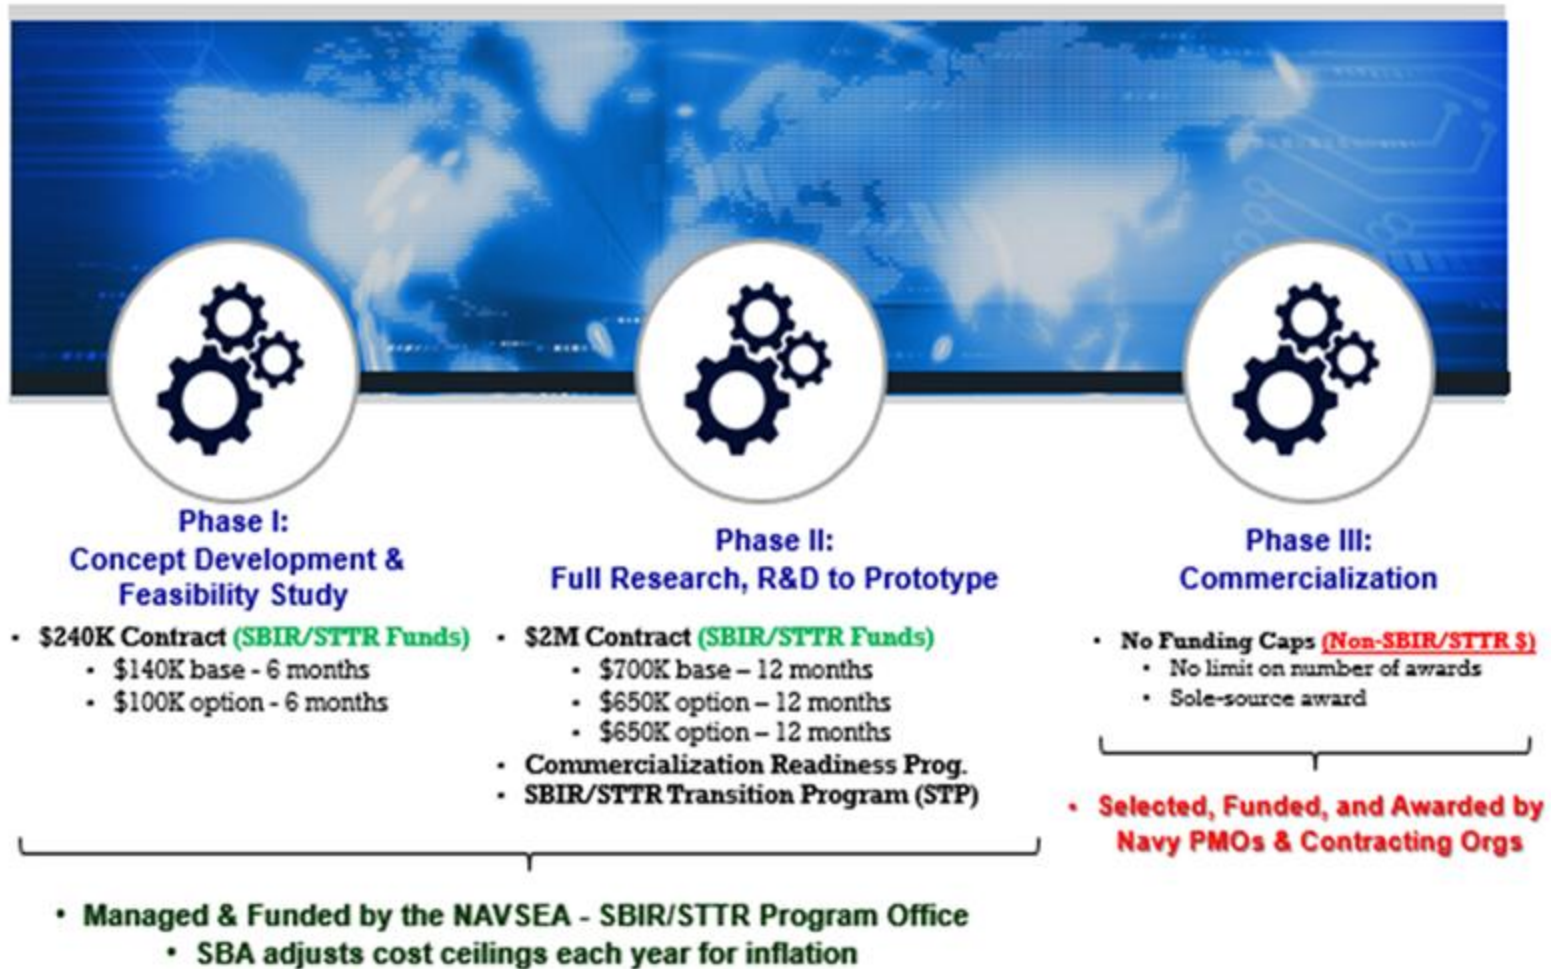 Phase I:
Concept Development &
Feasibility Study
• $240K Contract (SBIR/STTR Funds)
• $140K base - 6 months
• $100K option - 6 months
Phase II:
Full Research, R&D to Prototype
• $2M Contract (SBIR/STTR Funds)
• $700K base – 12 months
• $650K option – 12 months
• $650K option – 12 months
• Commercialization Readiness Prog.
• SBIR/STTR Transition Program (STP)
Phase III:
Commercialization
• No Funding Caps (Non-SBIR/STTR $)
• No limit on number of awards
• Sole-source award
• Selected, Funded, and Awarded by
Navy PMOs & Contracting Orgs
• Managed & Funded by the NAVSEA - SBIR/STTR Program Office
• SBA adjusts cost ceilings each year for inflation